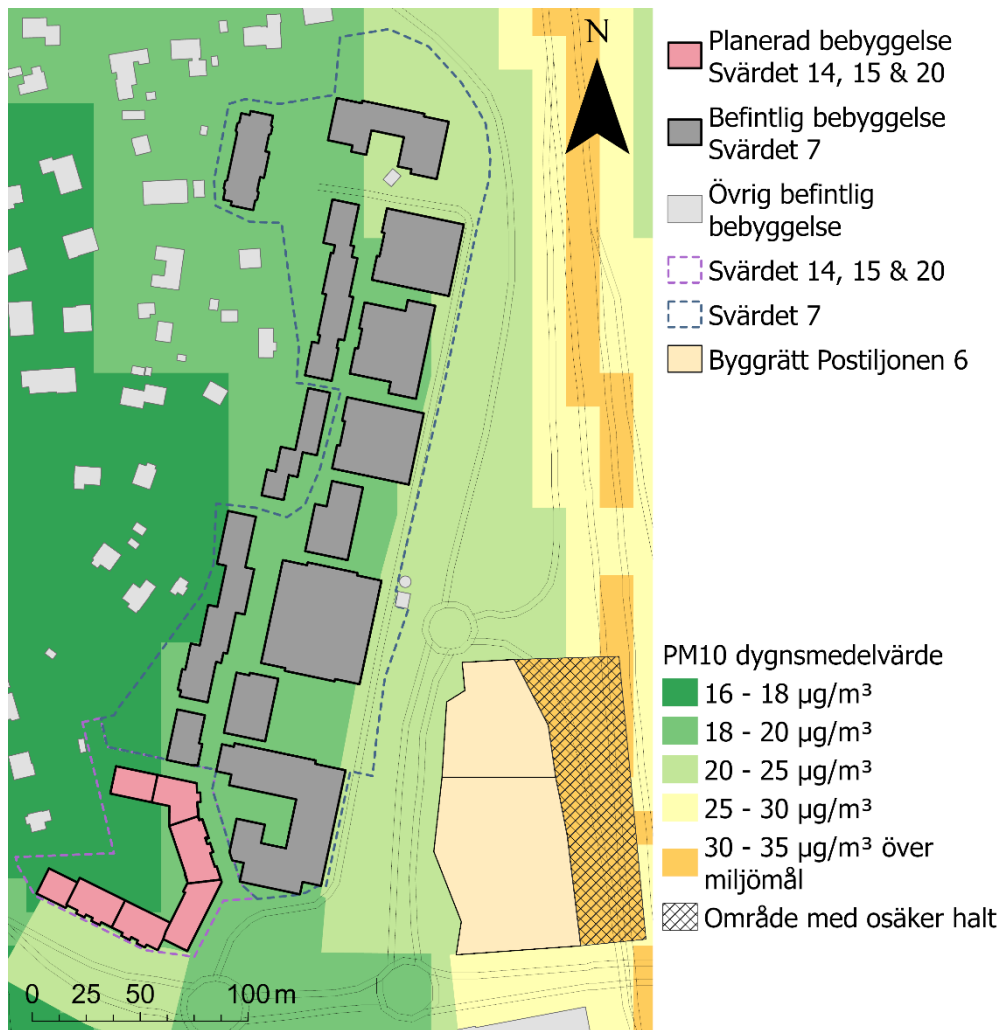 N
Planerad bebyggelse
Svärdet 14, 15 & 20
Befintlig bebyggelse
Svärdet 7
Övrig befintlig
bebyggelse
Svärdet 14, 15 & 20
Svärdet 7
Byggrätt Postiljonen 6
PM10 dygnsmedelvärde
16 - 18 µg/m³
18 - 20 µg/m³
20 - 25 µg/m³
25 - 30 µg/m³
30 - 35 µg/m³ över
miljömål
Område med osäker halt
0 25 50 100 m